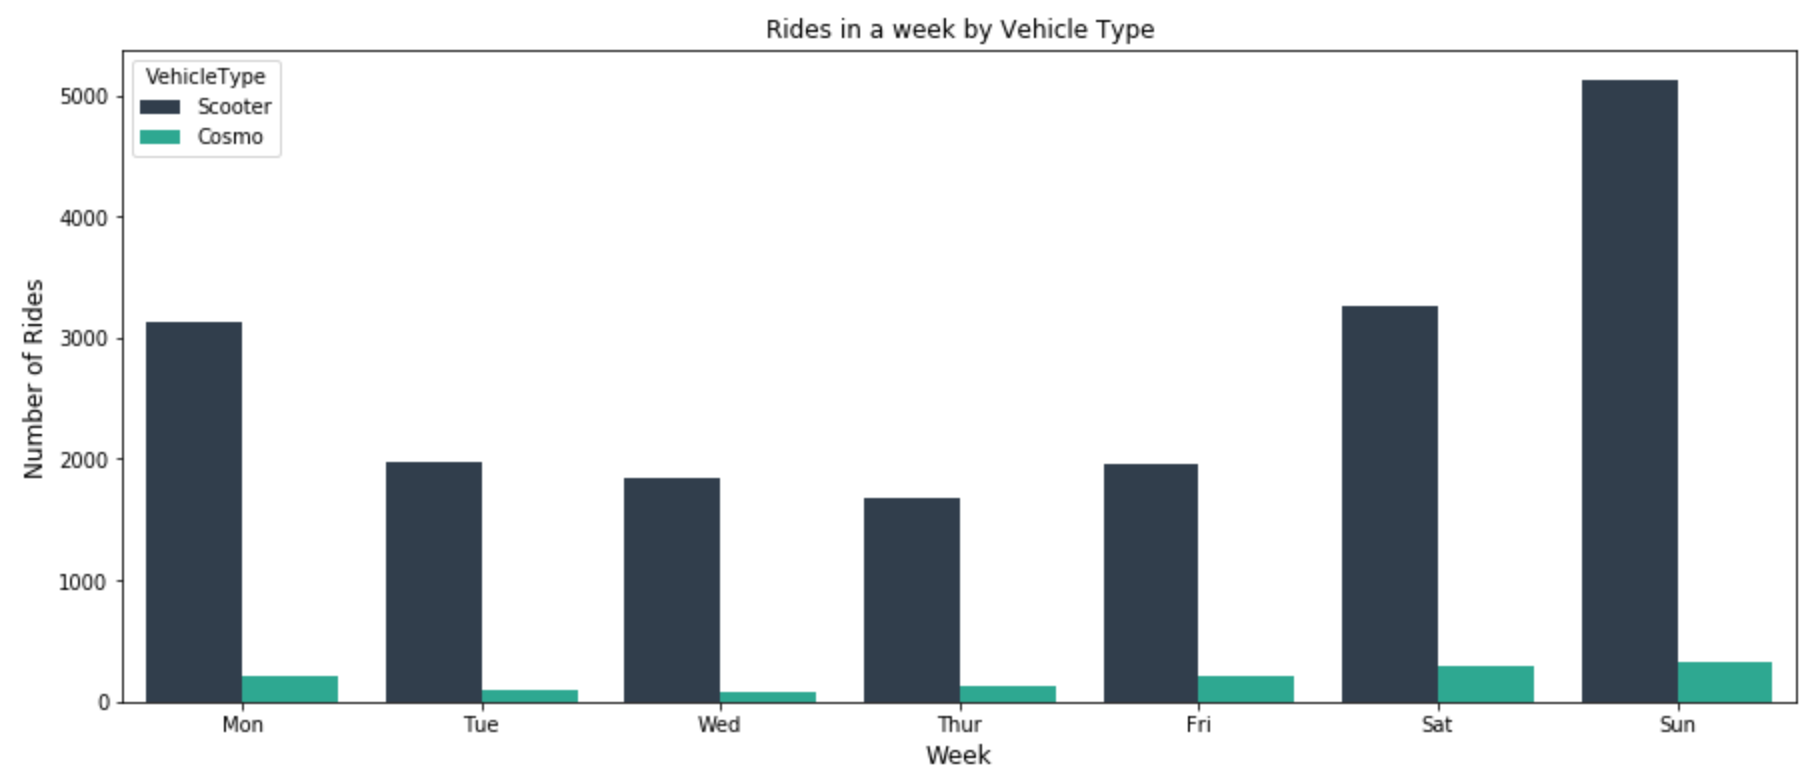 Rides in a week by Vehicle Type
VehicleType
Scooter
Cosmo
Number of Rides
5000
4000
3000
2000
1000
0
Mon Tue Wed Thur Fri Sat Sun
Week